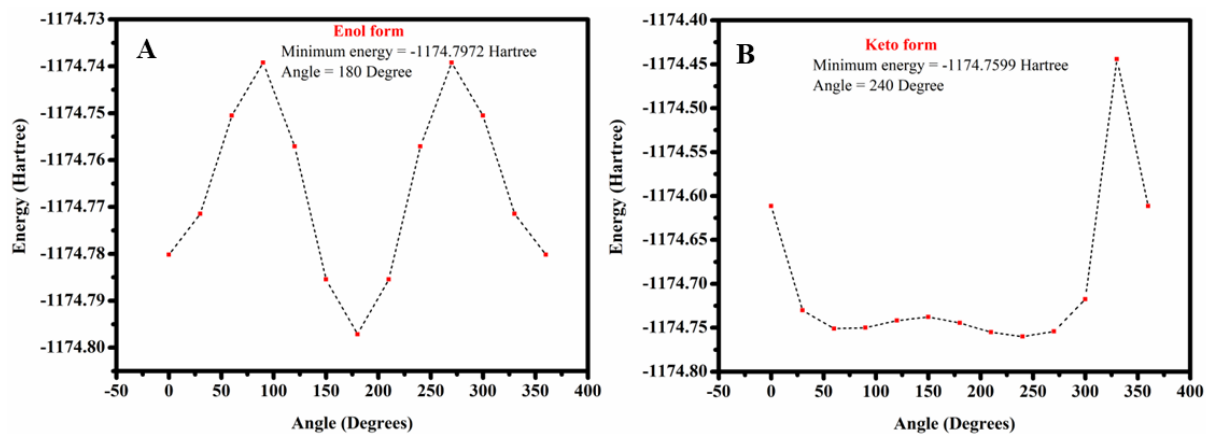 A
Enol form
Minimum energy = -1174.7972 Hartree
Angle = 180 Degree
Energy (Hartree)
-1174.73
-1174.74
-1174.75
-1174.76
-1174.77
-1174.78
-1174.79
-1174.80
-50 0 50 100 150 200 250 300 350 400
Angle (Degrees)
B
Keto form
Minimum energy = -1174.7599 Hartree
Angle = 240 Degree
Energy (Hartree)
-1174.40
-1174.45
-1174.50
-1174.55
-1174.60
-1174.65
-1174.70
-1174.75
-1174.80
-50 0 50 100 150 200 250 300 350 400
Angle (Degrees)